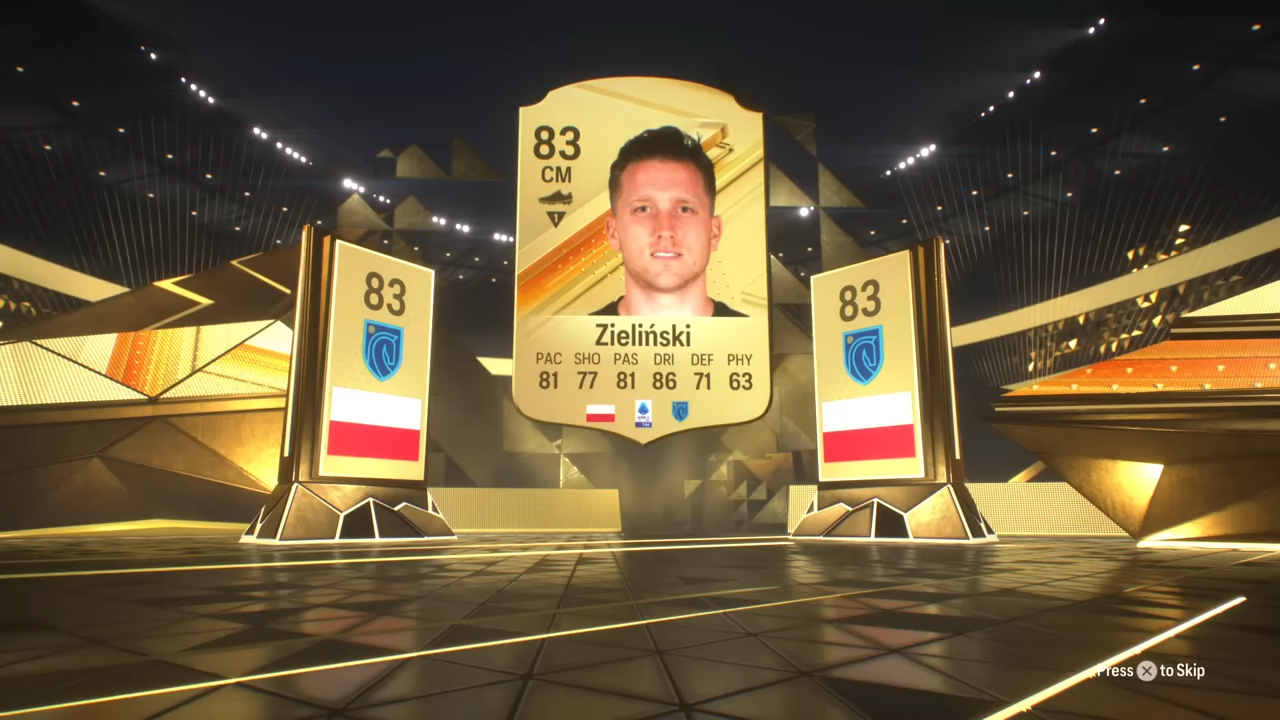 83
CM
1
Zieliński
PAC SHO PAS DRI DEF PHY
81 77 81 86 71 63
83
83
Press X to Skip